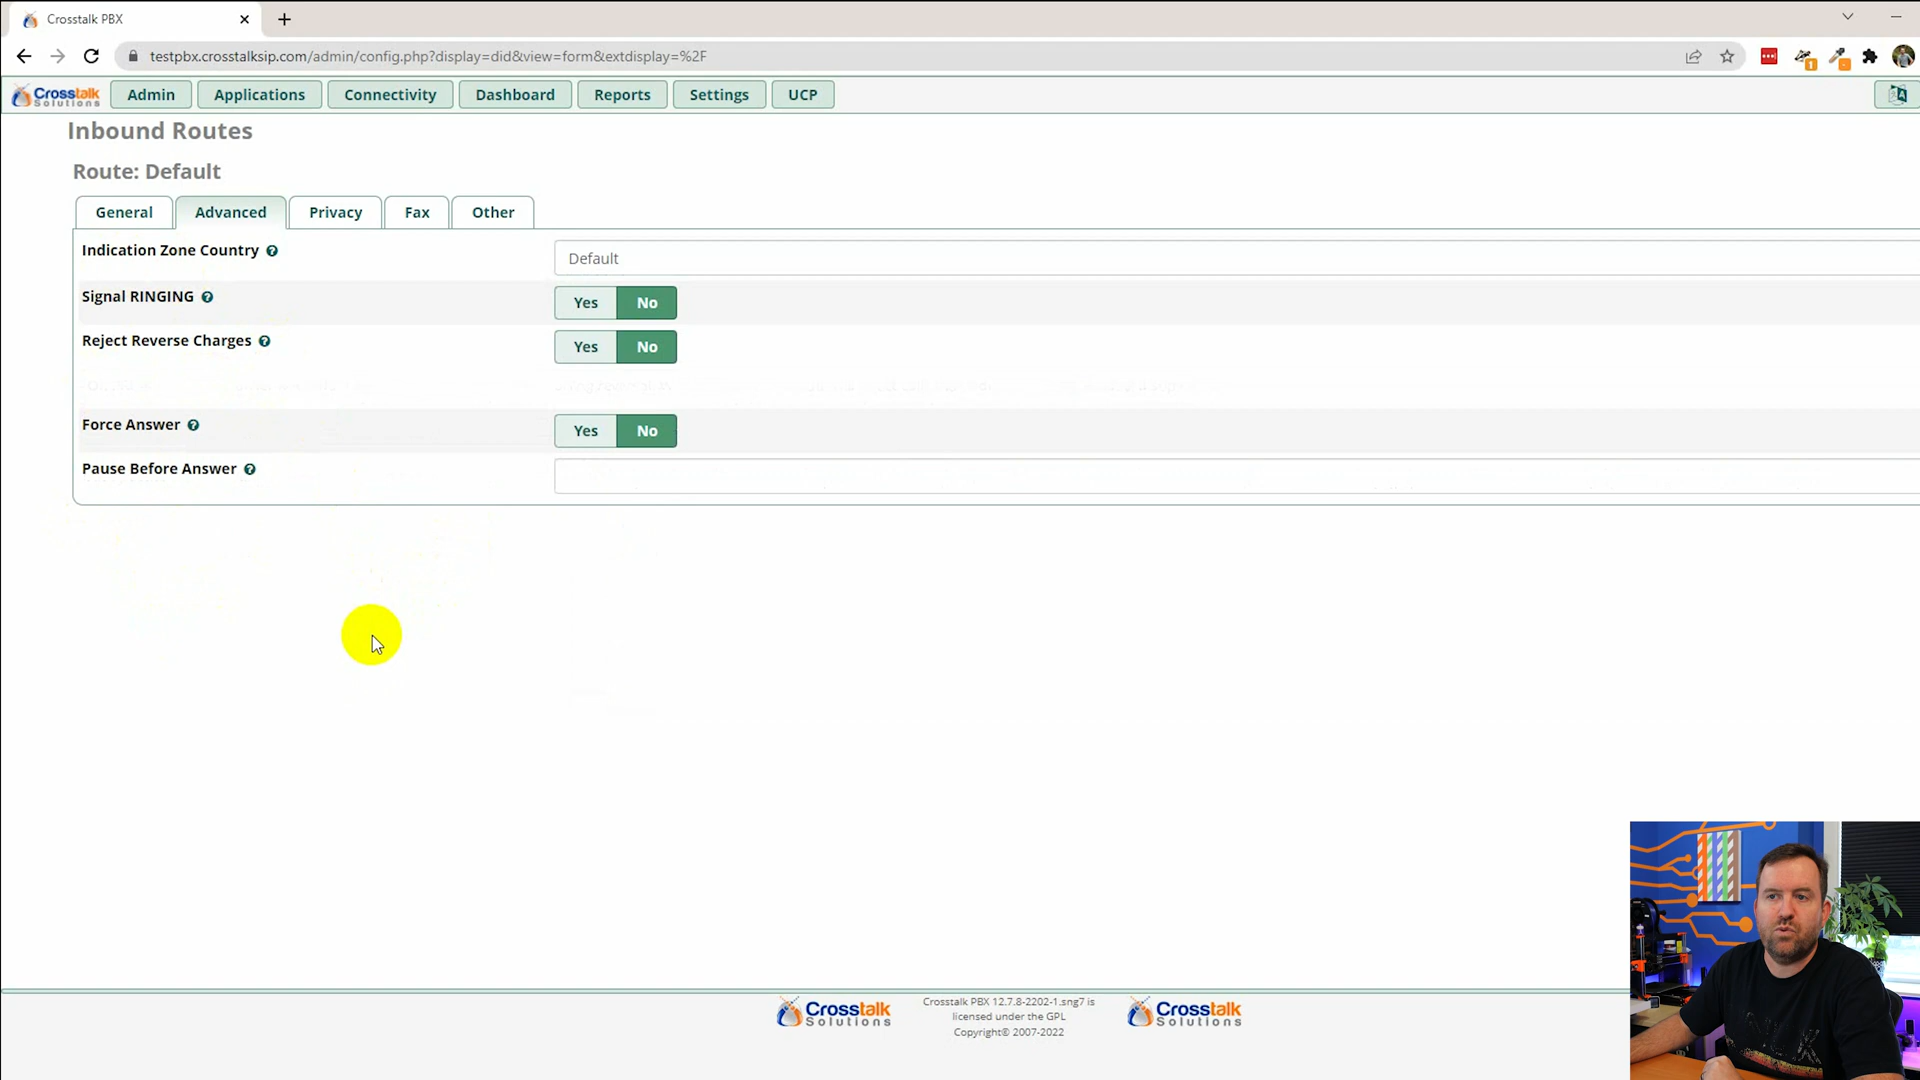 Crosstalk PBX
testpbx.crosstalksip.com/admin/config.php?display=did&view=form&extdisplay=%2F
Crosstalk Solutions
Admin
Applications
Connectivity
Dashboard
Reports
Settings
UCP
Inbound Routes
Route: Default
General
Advanced
Privacy
Fax
Other
Indication Zone Country
Default
Signal RINGING
Yes
No
Reject Reverse Charges
Yes
No
Force Answer
Yes
No
Pause Before Answer
Crosstalk Solutions
Crosstalk PBX 12.7.8-2202-1.sng7 is
licensed under the GPL
Copyright© 2007-2022
Crosstalk Solutions